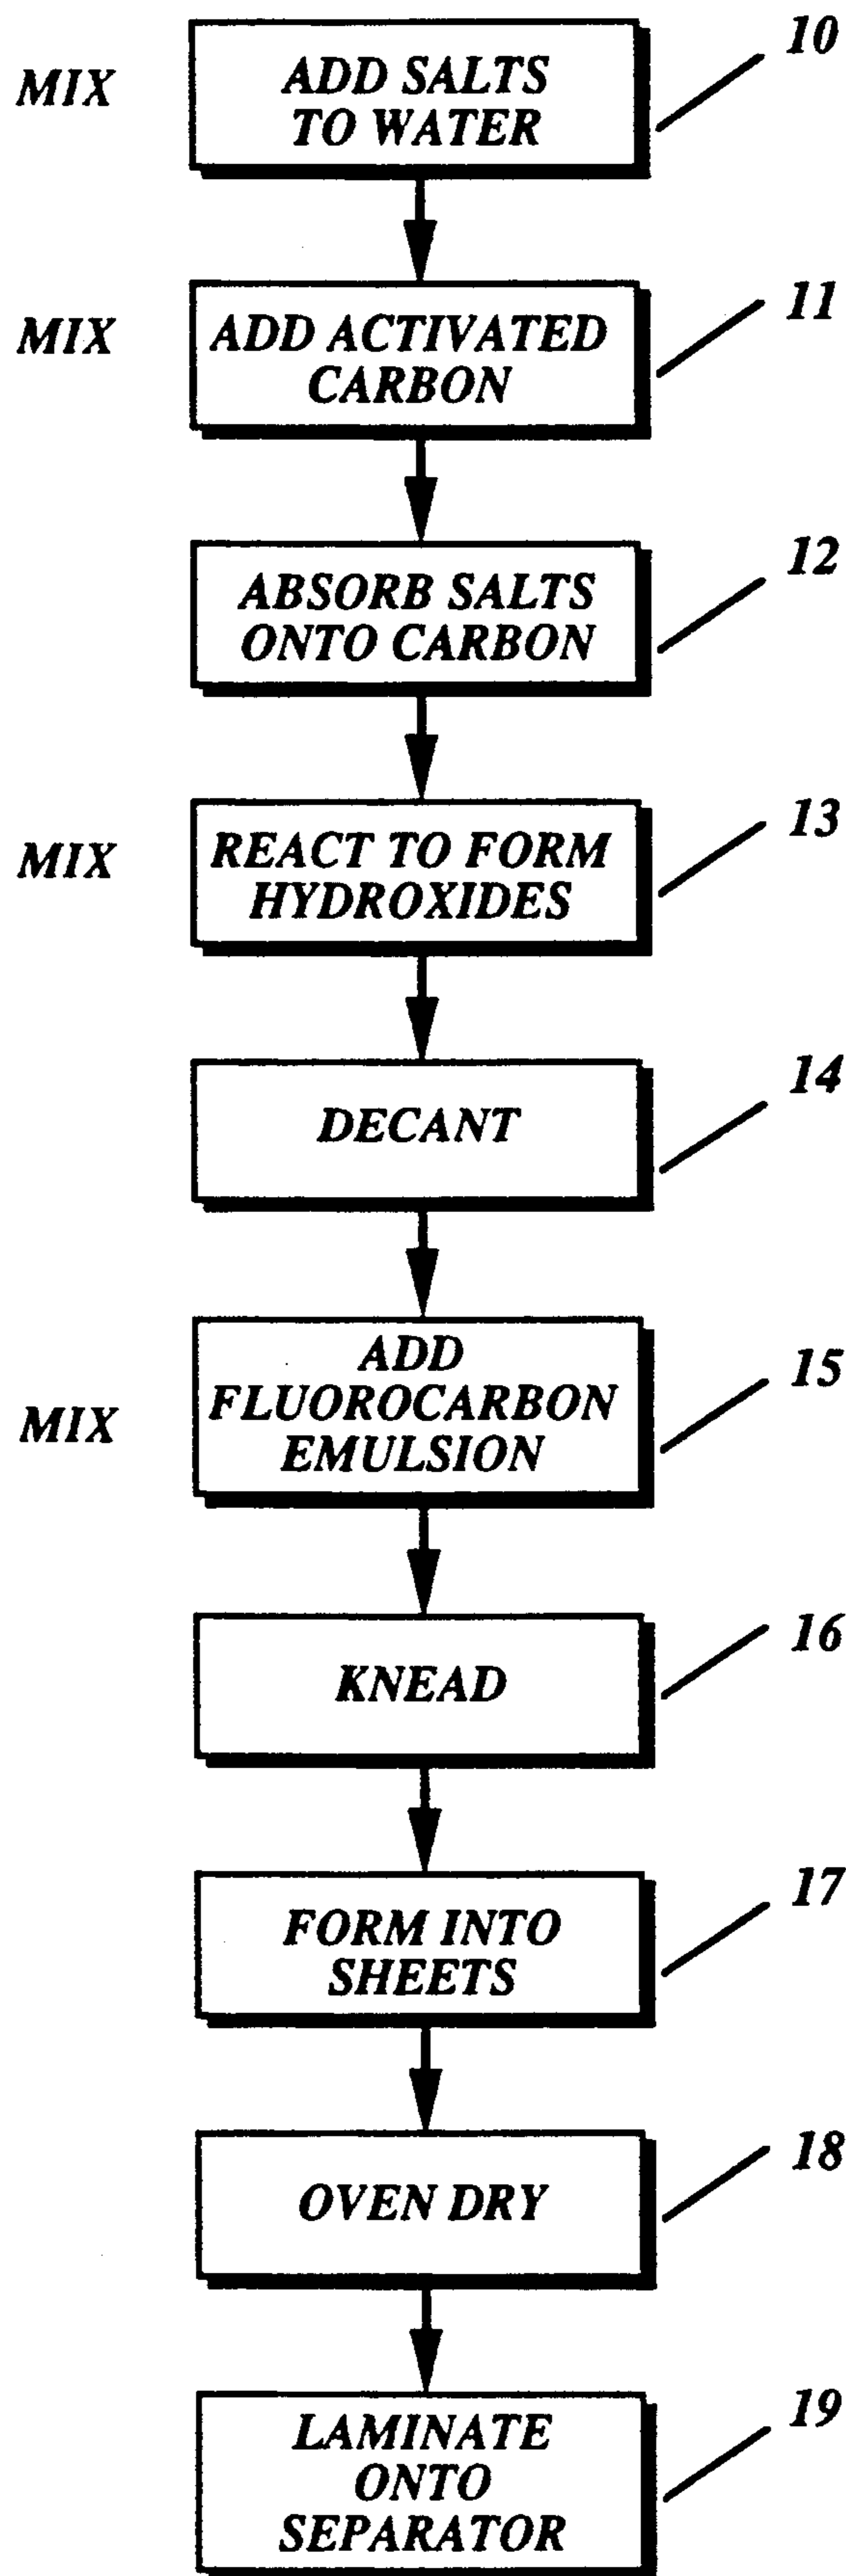 10
MIX
ADD SALTS
TO WATER
11
MIX
ADD ACTIVATED
CARBON
12
ABSORB SALTS
ONTO CARBON
13
MIX
REACT TO FORM
HYDROXIDES
14
DECANT
15
MIX
ADD
FLUOROCARBON
EMULSION
16
KNEAD
17
FORM INTO
SHEETS
18
OVEN DRY
19
LAMINATE
ONTO
SEPARATOR